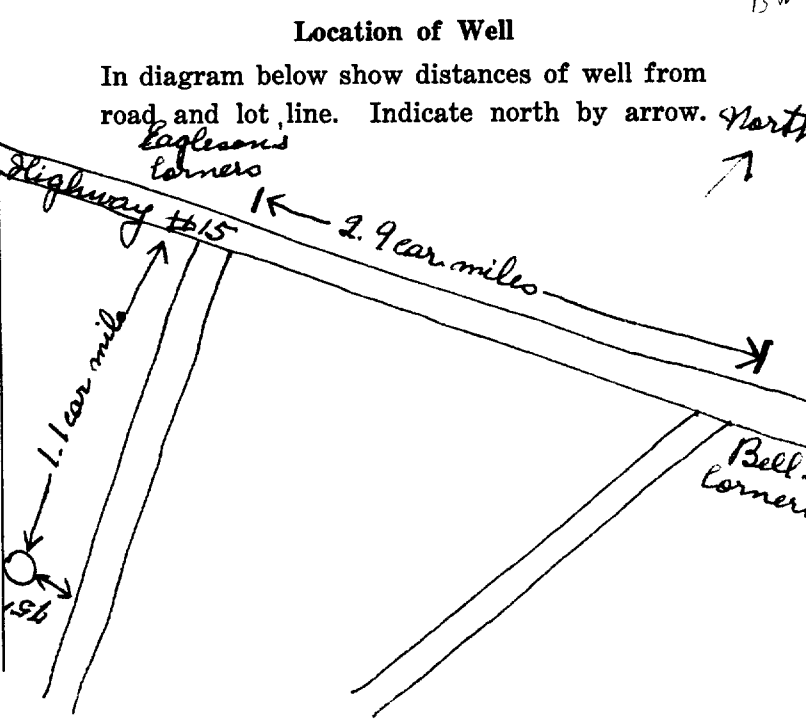 Location of Well
In diagram below show distances of well from
road and lot line. Indicate north by arrow.
North
Eagleson's
Corners
Highway #15
2.9 car miles
1.1 car mile
Bell
Corners